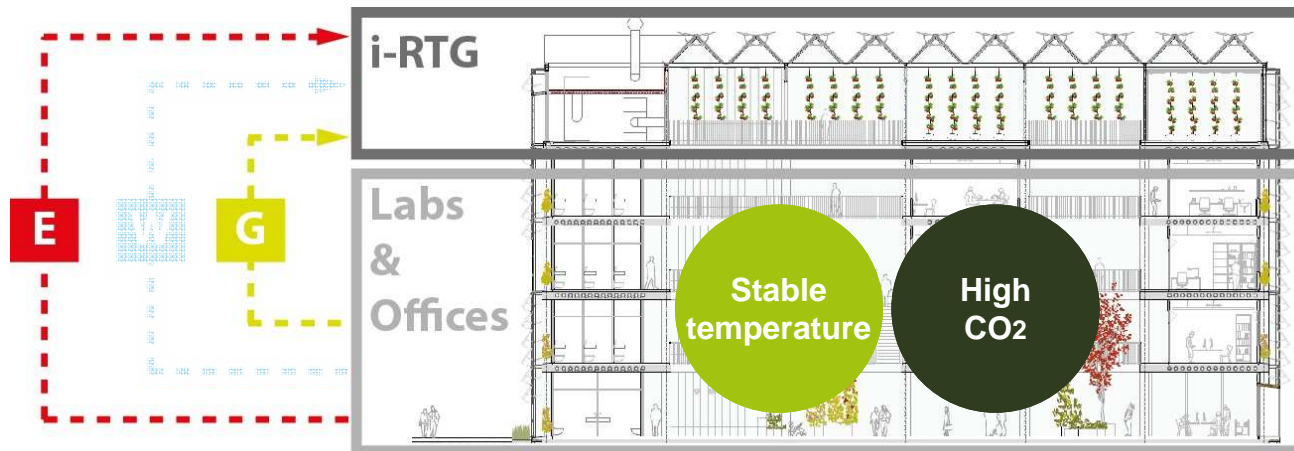 i-RTG
E
W
G
Labs
&
Offices
Stable
temperature
High
CO2